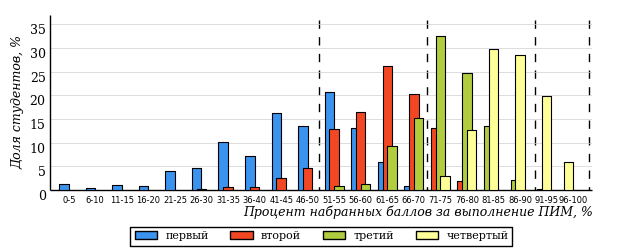 Доля студентов, %
35
30
25
20
15
10
5
0
0-5 6-10 11-15 16-20 21-25 26-30 31-35 36-40 41-45 46-50 51-55 56-60 61-65 66-70 71-75 76-80 81-85 86-90 91-95 96-100
Процент набранных баллов за выполнение ПИМ, %
первый второй третий четвертый